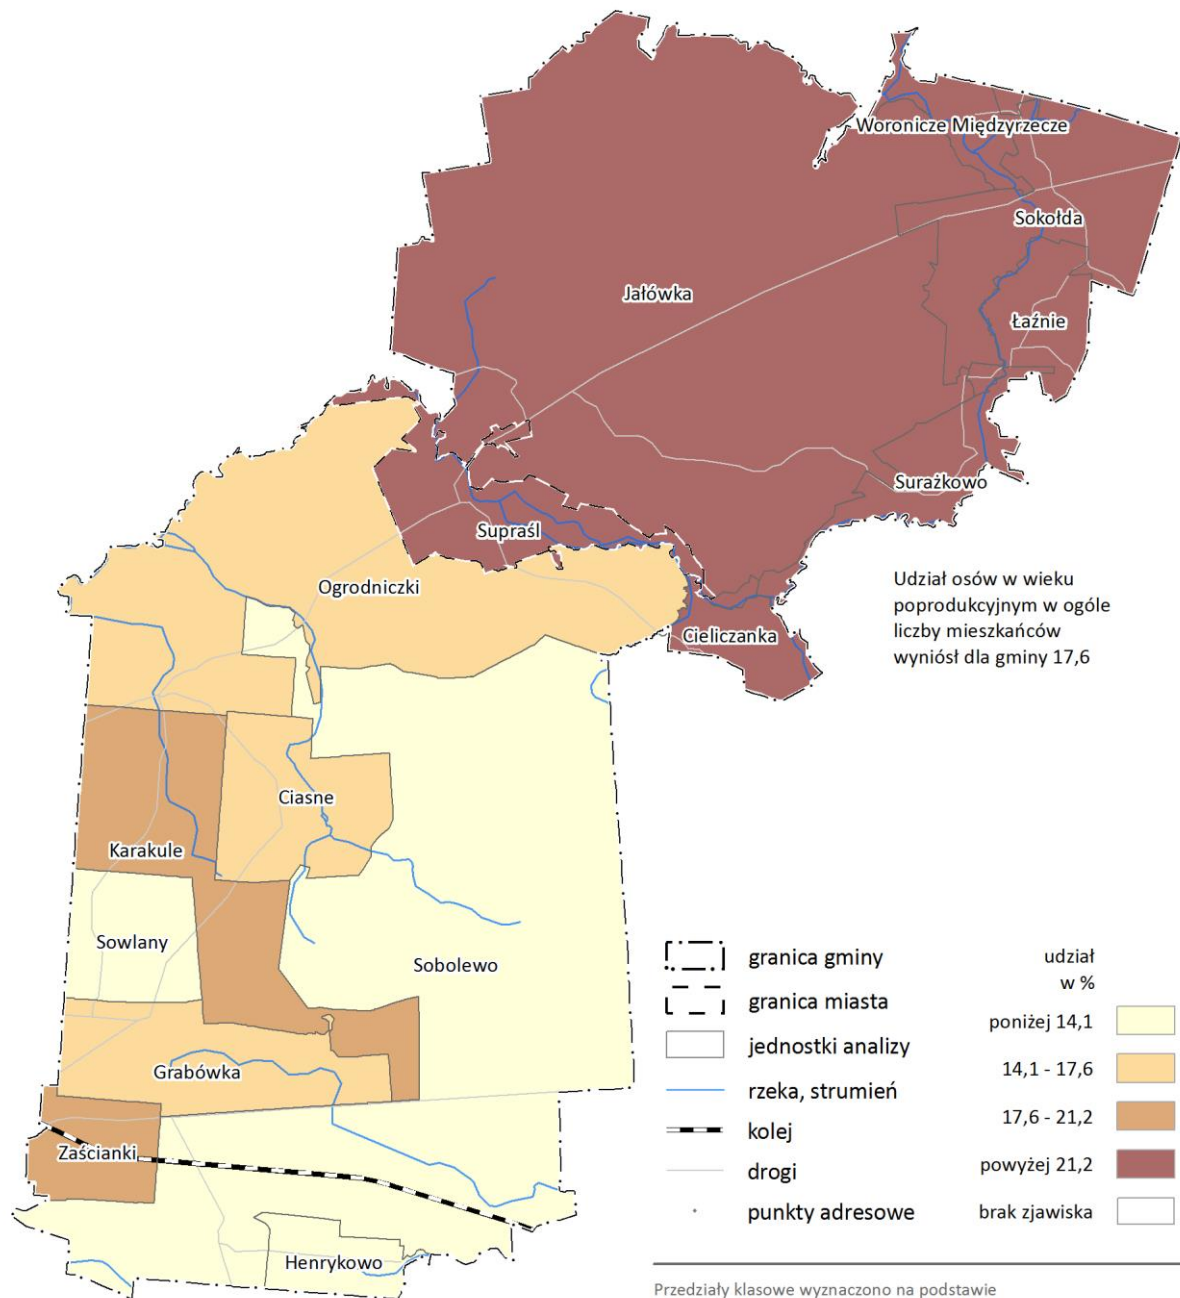 Woronicze Międzyrzecze
Sokołda
Jałówka
Łaźnie
Surażkowo
Supraśl
Ogrodniczki
Cieliczanka
Udział osów w wieku
poprodukcyjnym w ogóle
liczby mieszkańców
wyniósł dla gminy 17,6
Ciasne
Karakule
Sowlany
Sobolewo
Grabówka
Zaścianki
Henrykowo
granica gminy
granica miasta
jednostki analizy
rzeka, strumień
kolej
drogi
punkty adresowe
udział
w %
poniżej 14,1
14,1 - 17,6
17,6 - 21,2
powyżej 21,2
brak zjawiska
Przedziały klasowe wyznaczono na podstawie